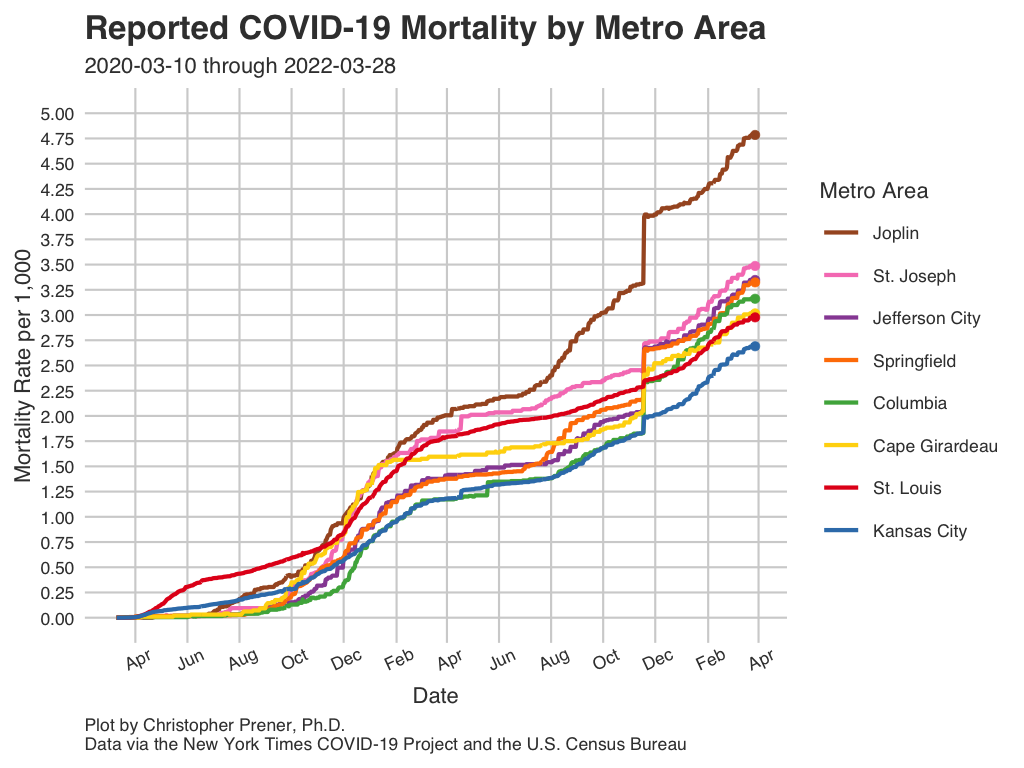 Reported COVID-19 Mortality by Metro Area
2020-03-10 through 2022-03-28
Mortality Rate per 1,000
5.00
4.75
4.50
4.25
4.00
3.75
3.50
3.25
3.00
2.75
2.50
2.25
2.00
1.75
1.50
1.25
1.00
0.75
0.50
0.25
0.00
Apr Jun Aug Oct Dec Feb Apr Jun Aug Oct Dec Feb Apr
Date
Metro Area
Joplin
St. Joseph
Jefferson City
Springfield
Columbia
Cape Girardeau
St. Louis
Kansas City
Plot by Christopher Prener, Ph.D.
Data via the New York Times COVID-19 Project and the U.S. Census Bureau